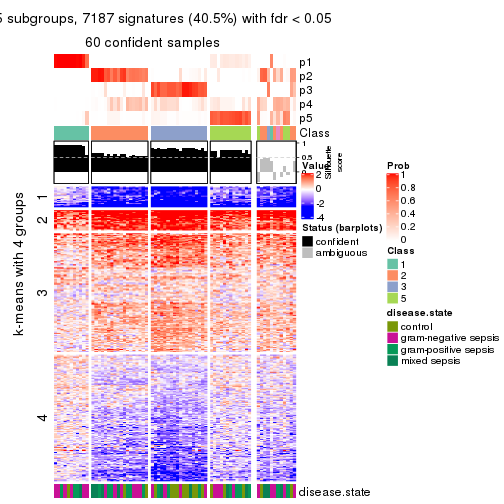 5 subgroups, 7187 signatures (40.5%) with fdr < 0.05
60 confident samples
p1
p2
p3
p4
p5
Class
1
0.5
0
Silhouette
score
k-means with 4 groups
1
2
3
4
disease.state
Value
2
0
-2
-4
Status (barplots)
confident
ambiguous
Prob
1
0.8
0.6
0.4
0.2
0
Class
1
2
3
5
disease.state
control
gram-negative sepsis
gram-positive sepsis
mixed sepsis